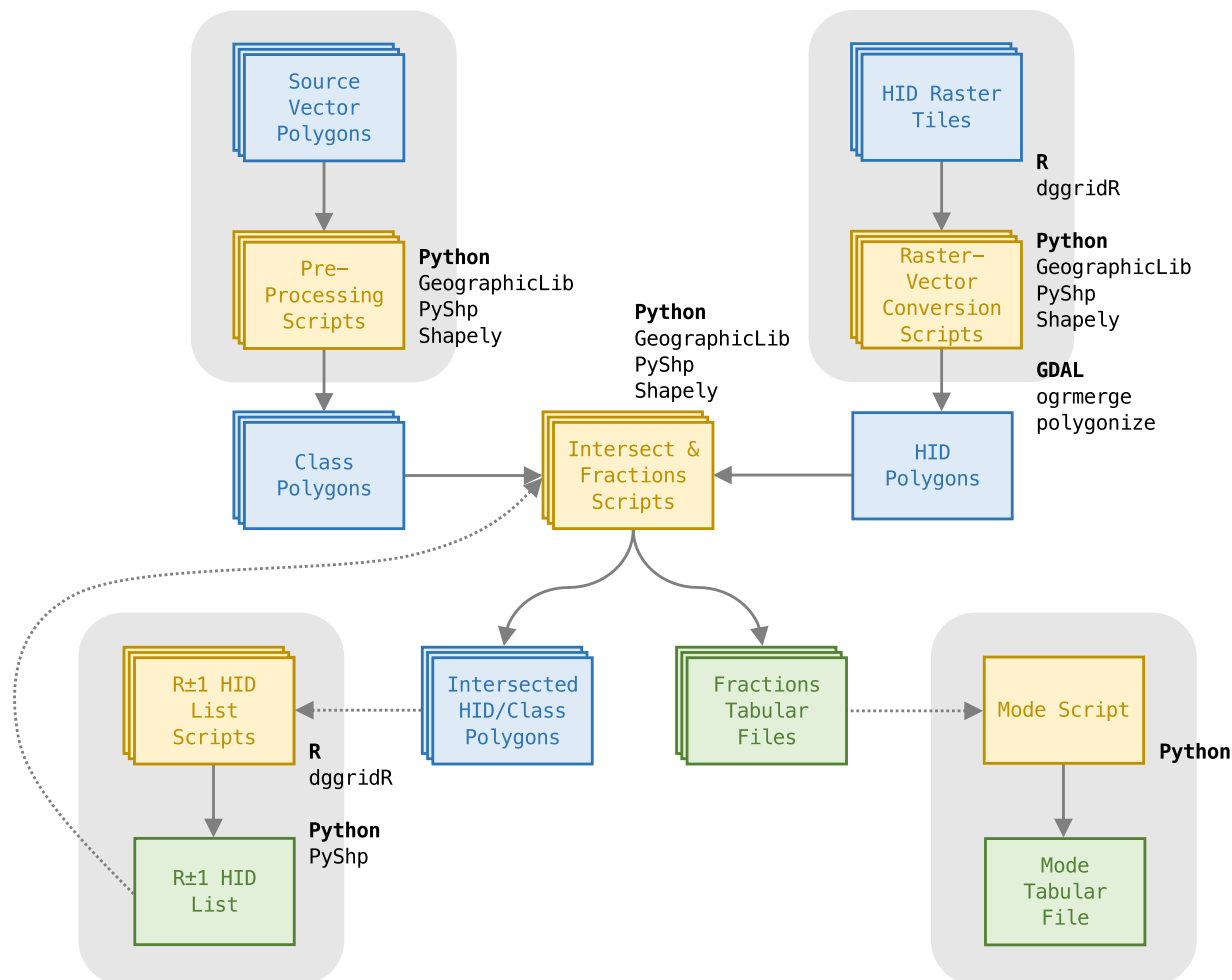 Source
Vector
Polygons
HID Raster
Tiles
R
dggridR
Pre-
Processing
Scripts
Python
GeographicLib
PyShp
Shapely
Raster-
Vector
Conversion
Scripts
Python
GeographicLib
PyShp
Shapely
Python
GeographicLib
PyShp
Shapely
GDAL
ogrmerge
polygonize
Class
Polygons
Intersect &
Fractions
Scripts
HID
Polygons
R±1 HID
List
Scripts
R
dggridR
Intersected
HID/Class
Polygons
Fractions
Tabular
Files
Mode Script
Python
Python
PyShp
R±1 HID
List
Mode
Tabular
File